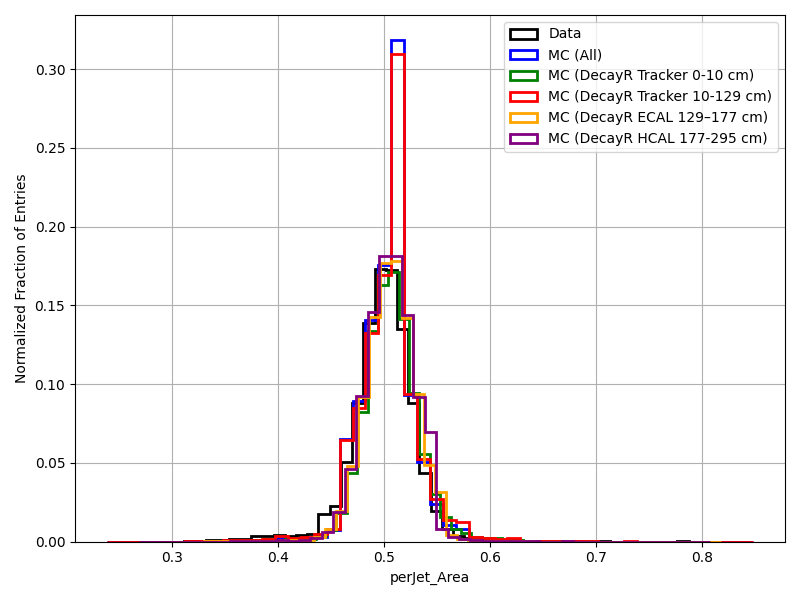 Data
MC (All)
MC (DecayR Tracker 0-10 cm)
MC (DecayR Tracker 10-129 cm)
MC (DecayR ECAL 129–177 cm)
MC (DecayR HCAL 177-295 cm)
Normalized Fraction of Entries
0.30
0.25
0.20
0.15
0.10
0.05
0.00
0.3 0.4 0.5 0.6 0.7 0.8
perJet_Area